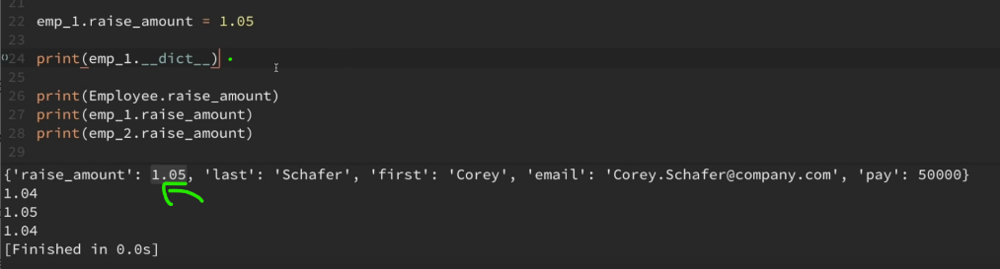 21
22 emp_1.raise_amount = 1.05
23
24 print(emp_1.__dict__)
25
26 print(Employee.raise_amount)
27 print(emp_1.raise_amount)
28 print(emp_2.raise_amount)
29
{'raise_amount': 1.05, 'last': 'Schafer', 'first': 'Corey', 'email': 'Corey.Schafer@company.com', 'pay': 50000}
1.04
1.05
1.04
[Finished in 0.0s]